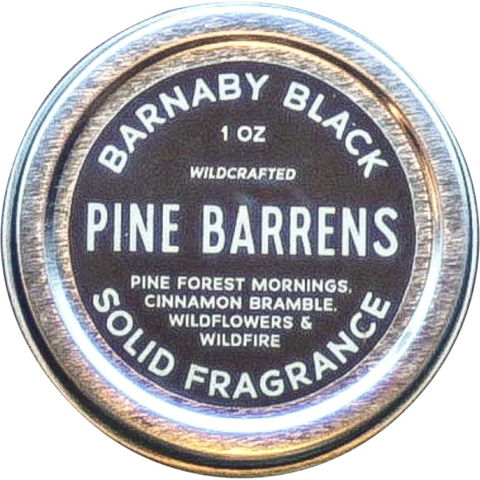 BARNABY BLACK
1 OZ
WILDCRAFTED
PINE BARRENS
PINE FOREST MORNINGS,
CINNAMON BRAMBLE,
WILDFLOWERS &
WILDFIRE
SOLID FRAGRANCE